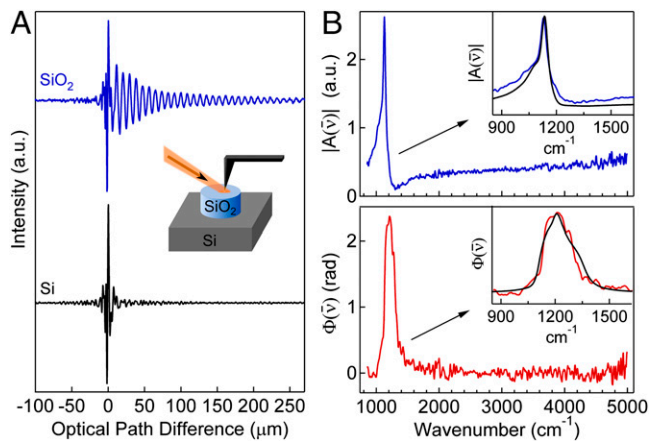 A
SiO₂
Intensity (a.u.)
SiO₂
Si
Si
-100 -50 0 50 100 150 200 250
Optical Path Difference (μm)
B
2
1
0
|A(ν̄)| (a.u.)
|A(ν̄)|
900 1200 1500
cm⁻¹
2
1
0
Φ(ν̄) (rad)
Φ(ν̄)
900 1200 1500
cm⁻¹
1000 2000 3000 4000 5000
Wavenumber (cm⁻¹)